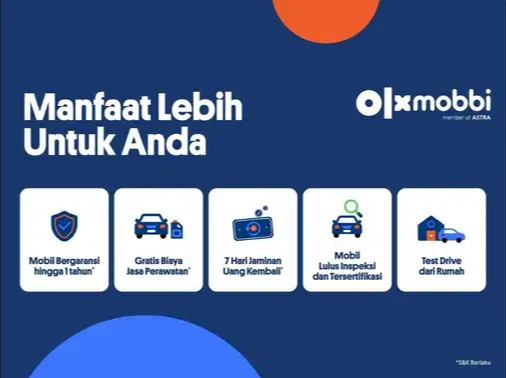 Manfaat Lebih
Untuk Anda
olxmobbi
member of ASTRA
Mobil Bergaransi
hingga 1 tahun*
Gratis Biaya
Jasa Perawatan*
7 Hari Jaminan
Uang Kembali*
Mobil
Lulus Inspeksi
dan Tersertifikasi
Test Drive
dari Rumah
*S&K Berlaku